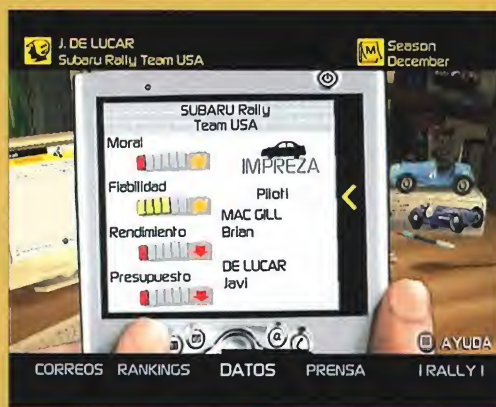 J. DE LUCAR
Subaru Rally Team USA
M
Season
December
SUBARU Rally
Team USA
Moral
IMPREZA
Fiabilidad
Piloti
MAC GILL
Brian
Rendimiento
DE LUCAR
Javi
Presupuesto
@
AYUDA
CORREOS RANKINGS DATOS PRENSA ! RALLY !